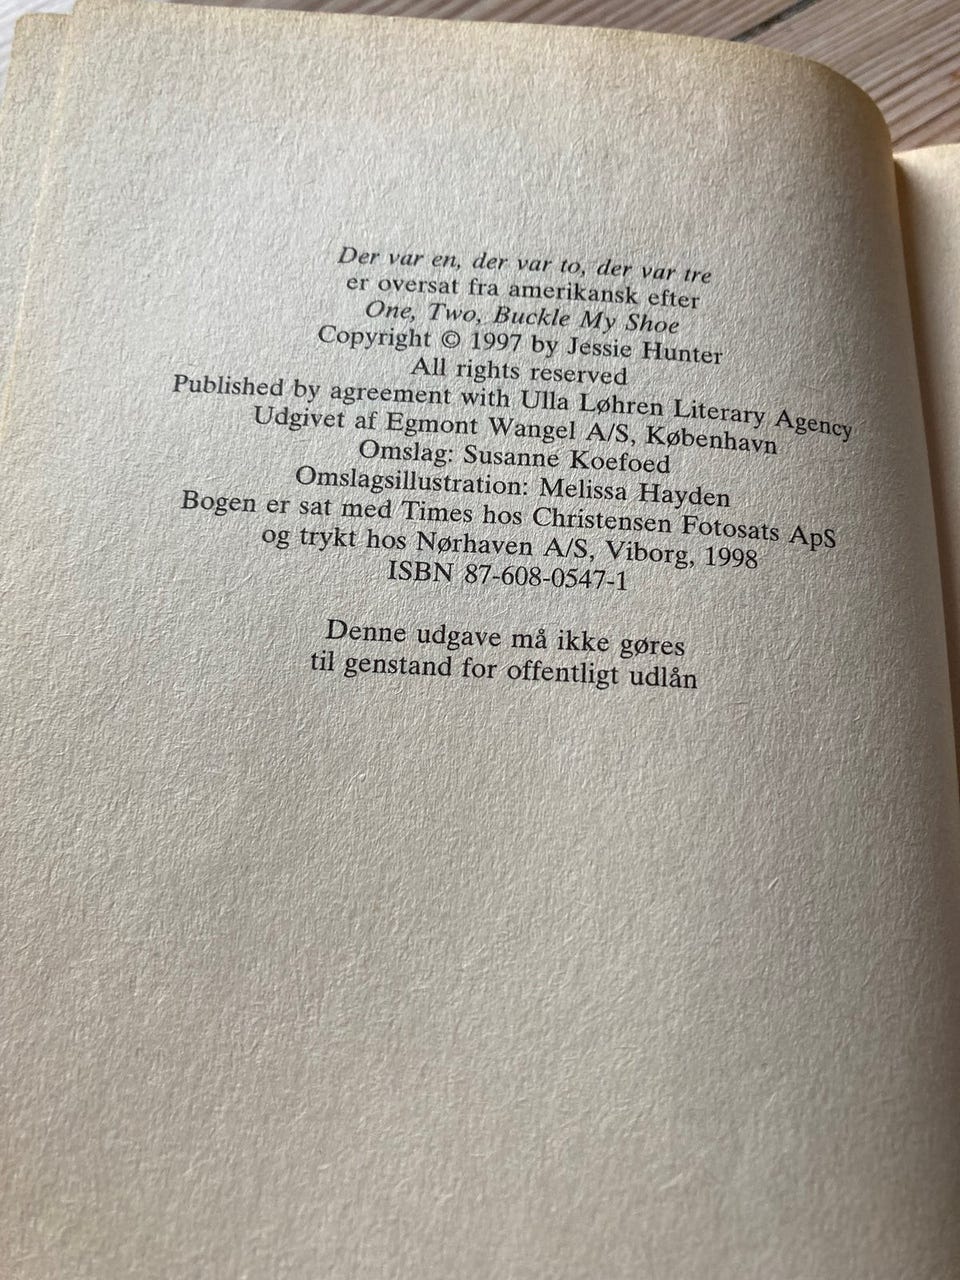 Der var en, der var to, der var tre
er oversat fra amerikansk efter
One, Two, Buckle My Shoe
Copyright © 1997 by Jessie Hunter
All rights reserved
Published by agreement with Ulla Løhren Literary Agency
Udgivet af Egmont Wangel A/S, København
Omslag: Susanne Koefoed
Omslagsillustration: Melissa Hayden
Bogen er sat med Times hos Christensen Fotosats ApS
og trykt hos Nørhaven A/S, Viborg, 1998
ISBN 87-608-0547-1
Denne udgave må ikke gøres
til genstand for offentligt udlån